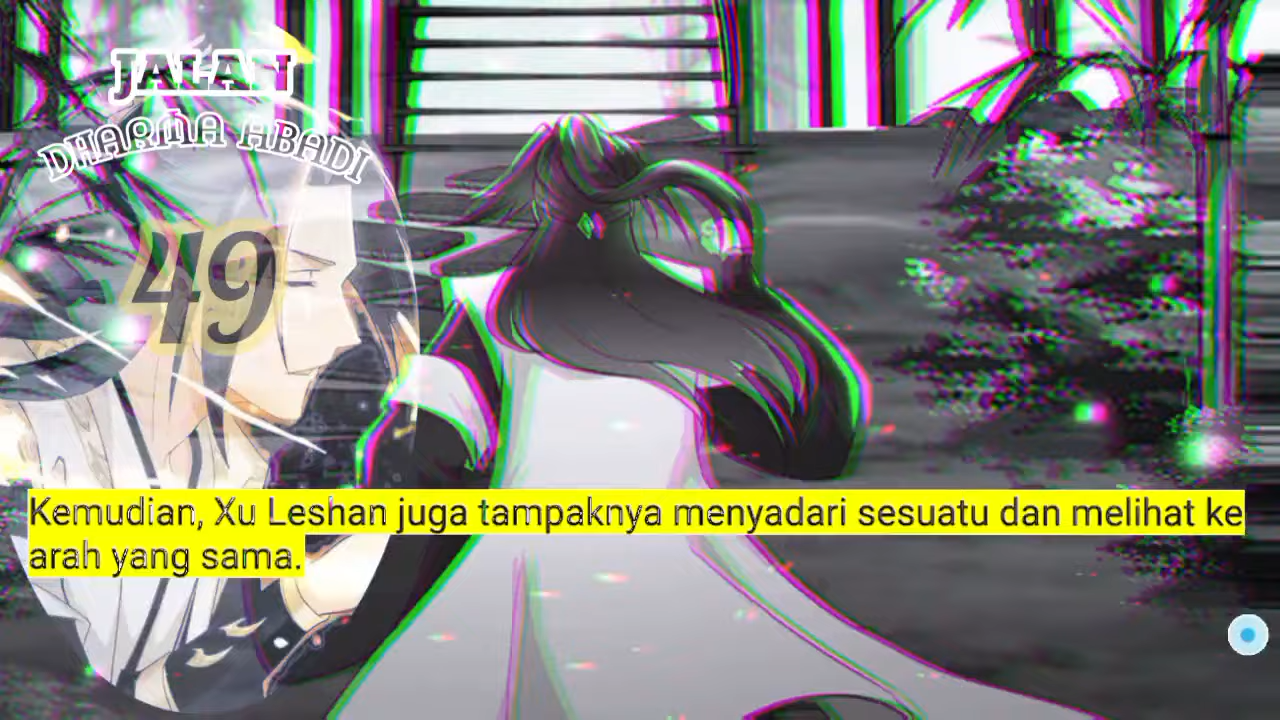 JALAN
DHARMA ABADI
49
Kemudian, Xu Leshan juga tampaknya menyadari sesuatu dan melihat ke
arah yang sama.